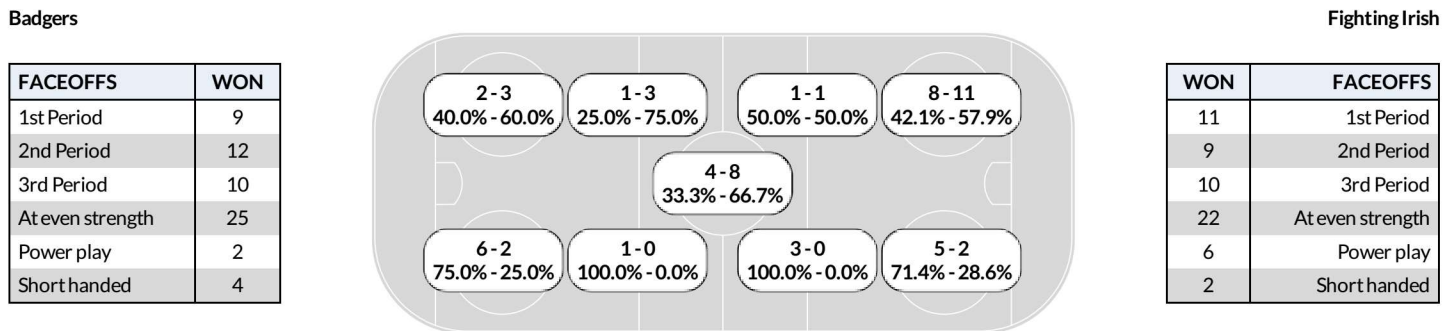 Badgers
Fighting Irish
FACEOFFS WON
1st Period 9
2nd Period 12
3rd Period 10
At even strength 25
Power play 2
Short handed 4
2 - 3
40.0% - 60.0%
1 - 3
25.0% - 75.0%
1 - 1
50.0% - 50.0%
8 - 11
42.1% - 57.9%
4 - 8
33.3% - 66.7%
6 - 2
75.0% - 25.0%
1 - 0
100.0% - 0.0%
3 - 0
100.0% - 0.0%
5 - 2
71.4% - 28.6%
WON FACEOFFS
11 1st Period
9 2nd Period
10 3rd Period
22 At even strength
6 Power play
2 Short handed